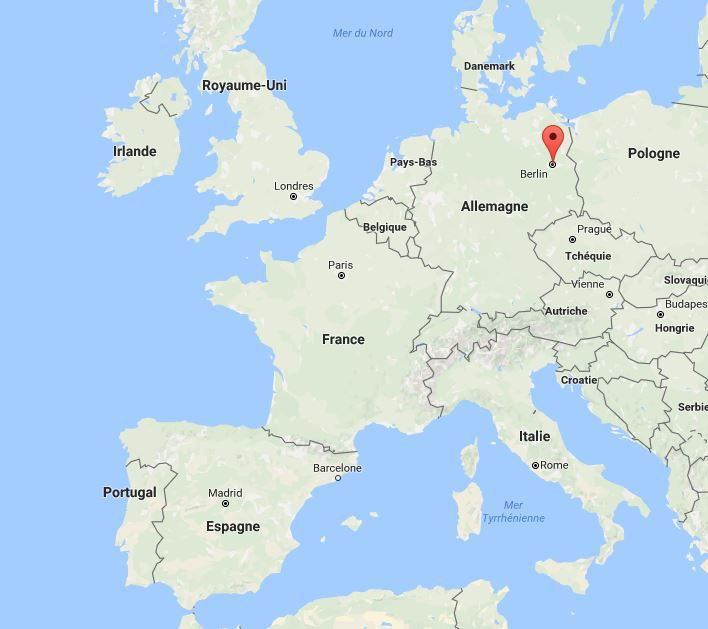 Mer du Nord
Danemark
Royaume-Uni
Irlande
Pays-Bas
Pologne
Berlin
Londres
Allemagne
Belgique
Prague
Tchéquie
Paris
Slovaqui
Vienne
Budapes
Autriche
Hongrie
France
Croatie
Serbie
Italie
Rome
Barcelone
Portugal
Madrid
Mer
Tyrrhénienne
Espagne